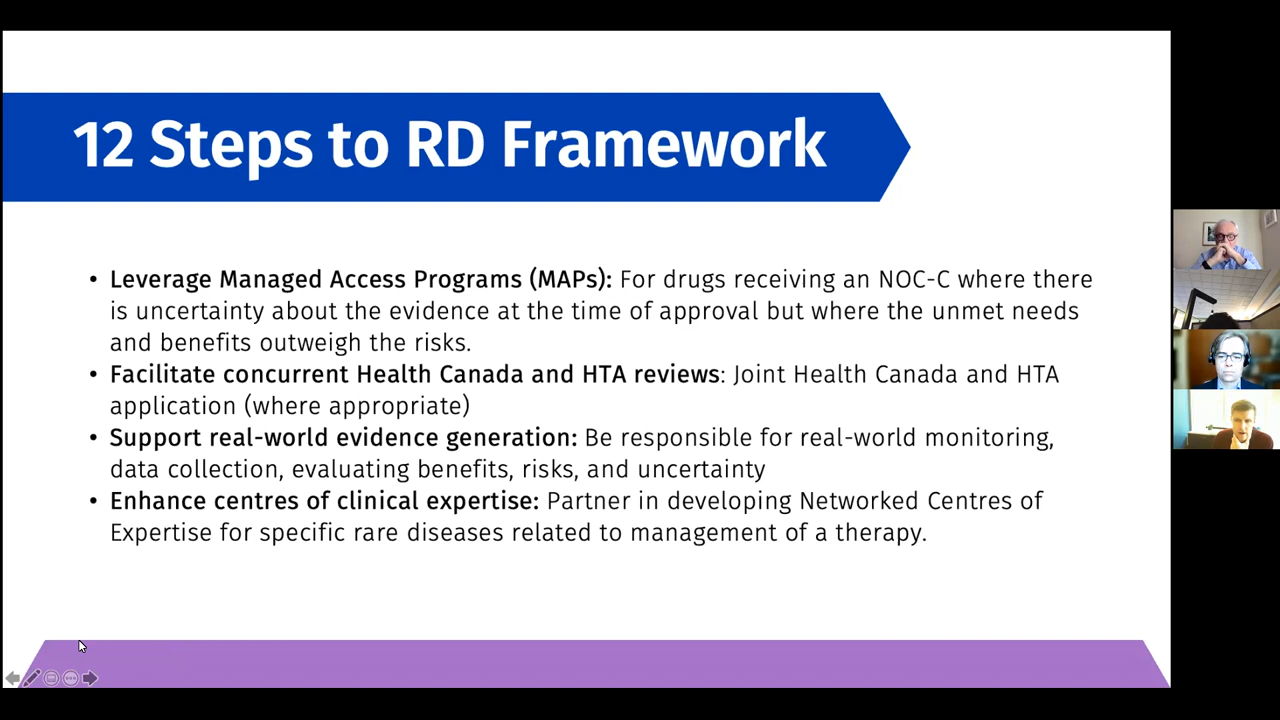 12 Steps to RD Framework
• Leverage Managed Access Programs (MAPs): For drugs receiving an NOC-C where there
is uncertainty about the evidence at the time of approval but where the unmet needs
and benefits outweigh the risks.
• Facilitate concurrent Health Canada and HTA reviews: Joint Health Canada and HTA
application (where appropriate)
• Support real-world evidence generation: Be responsible for real-world monitoring,
data collection, evaluating benefits, risks, and uncertainty
• Enhance centres of clinical expertise: Partner in developing Networked Centres of
Expertise for specific rare diseases related to management of a therapy.